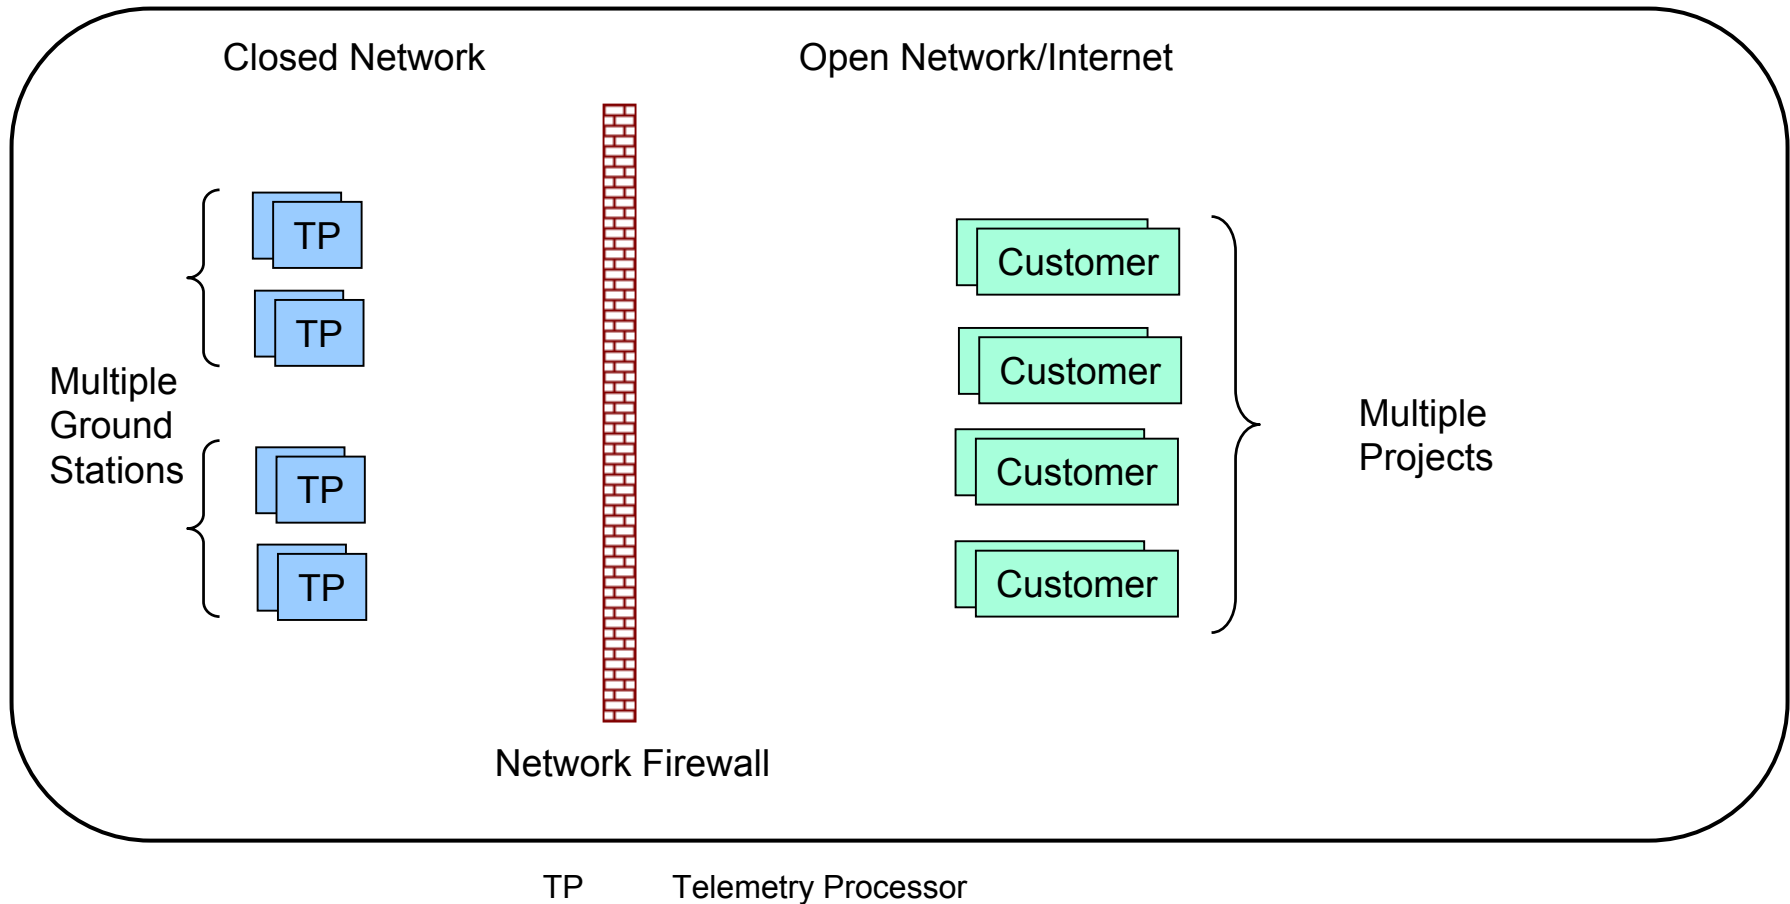 Closed Network
Open Network/Internet
TP
TP
Multiple
Ground
Stations
TP
TP
Customer
Customer
Customer
Customer
Multiple
Projects
Network Firewall
TP Telemetry Processor